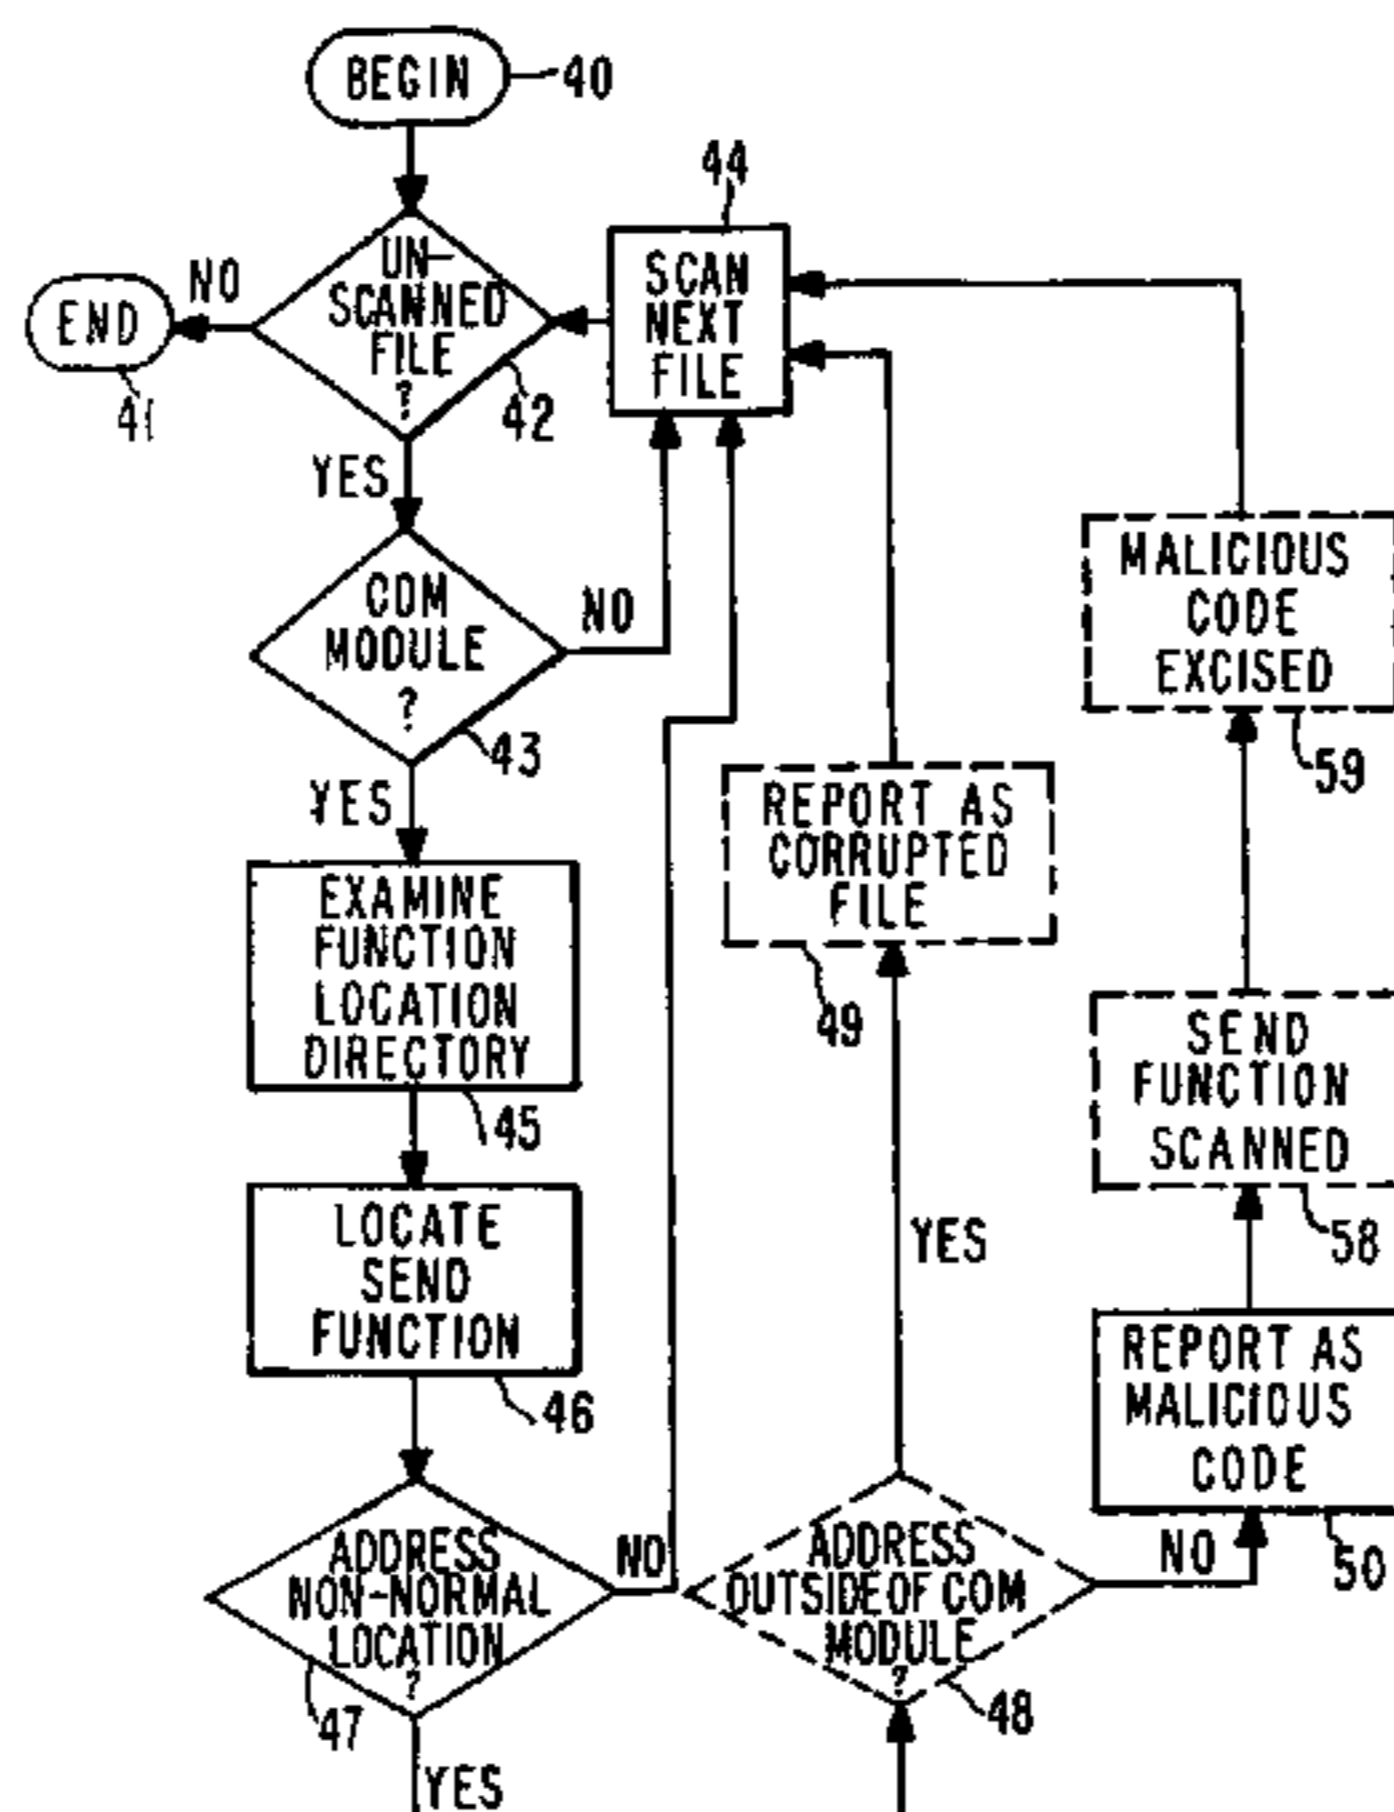 BEGIN
40
UN-
SCANNED
FILE
?
42
NO
END
41
44
SCAN
NEXT
FILE
YES
COM
MODULE
?
43
NO
YES
EXAMINE
FUNCTION
LOCATION
DIRECTORY
45
LOCATE
SEND
FUNCTION
46
ADDRESS
NON-NORMAL
LOCATION
?
47
NO
YES
ADDRESS
OUTSIDE OF COM
MODULE
?
48
YES
REPORT AS
CORRUPTED
FILE
49
NO
REPORT AS
MALICIOUS
CODE
50
SEND
FUNCTION
SCANNED
58
MALICIOUS
CODE
EXCISED
59